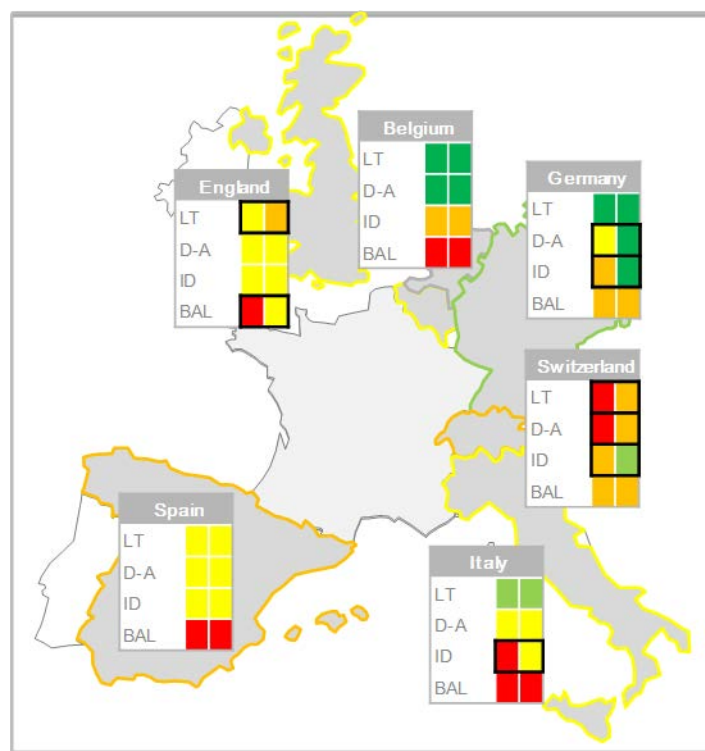 Belgium
LT
D-A
ID
BAL
England
LT
D-A
ID
BAL
Germany
LT
D-A
ID
BAL
Switzerland
LT
D-A
ID
BAL
Spain
LT
D-A
ID
BAL
Italy
LT
D-A
ID
BAL